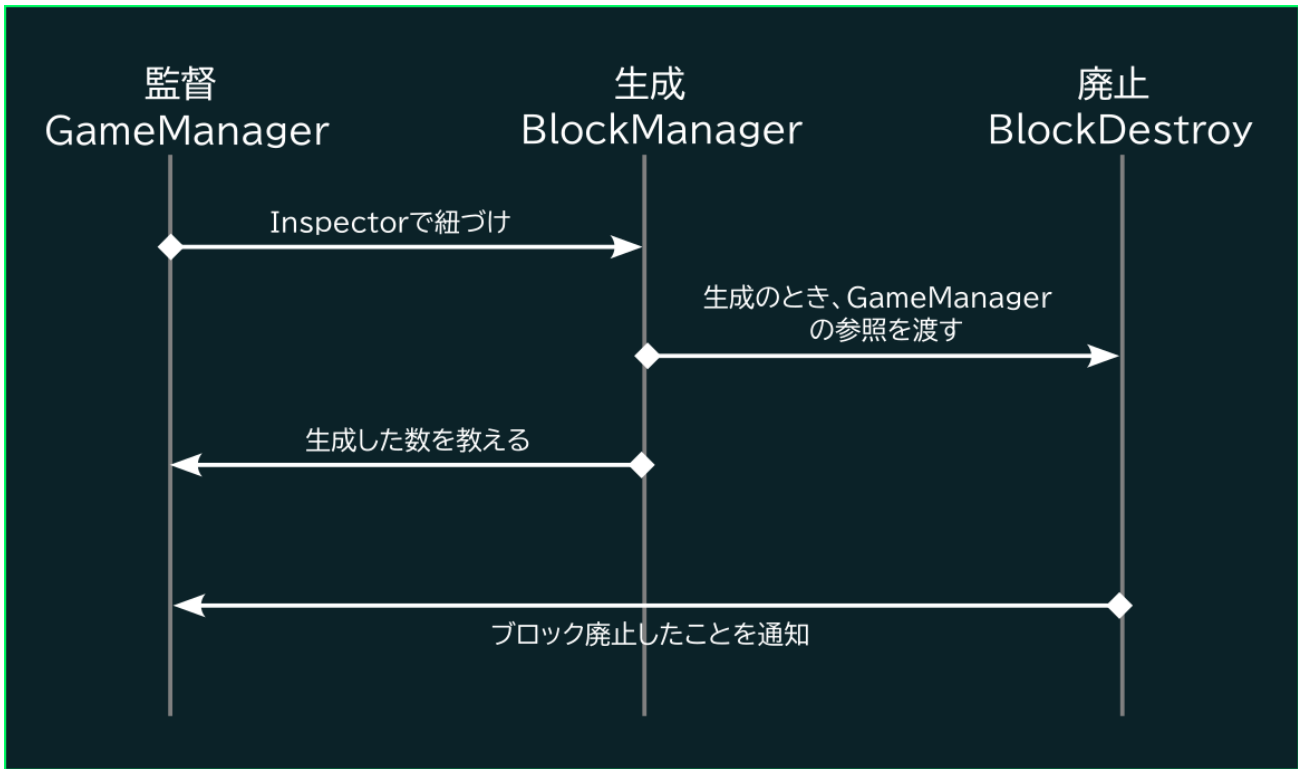 監督
GameManager
生成
BlockManager
廃止
BlockDestroy
Inspectorで紐づけ
生成のとき、GameManager
の参照を渡す
生成した数を教える
ブロック廃止したことを通知